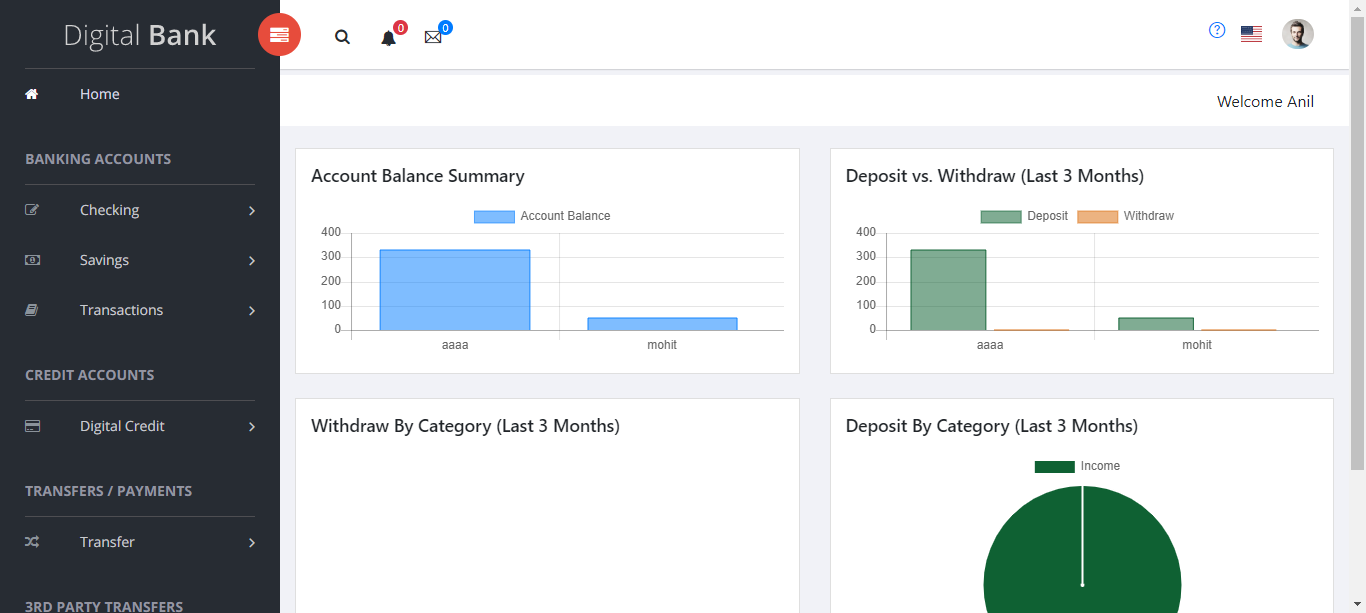 Digital Bank
0
0
Welcome Anil
Home
BANKING ACCOUNTS
Checking
Savings
Transactions
CREDIT ACCOUNTS
Digital Credit
TRANSFERS / PAYMENTS
Transfer
3RD PARTY TRANSFERS
Account Balance Summary
Account Balance
400
300
200
100
0
aaaa mohit
Deposit vs. Withdraw (Last 3 Months)
Deposit Withdraw
400
300
200
100
0
aaaa mohit
Withdraw By Category (Last 3 Months)
Deposit By Category (Last 3 Months)
Income